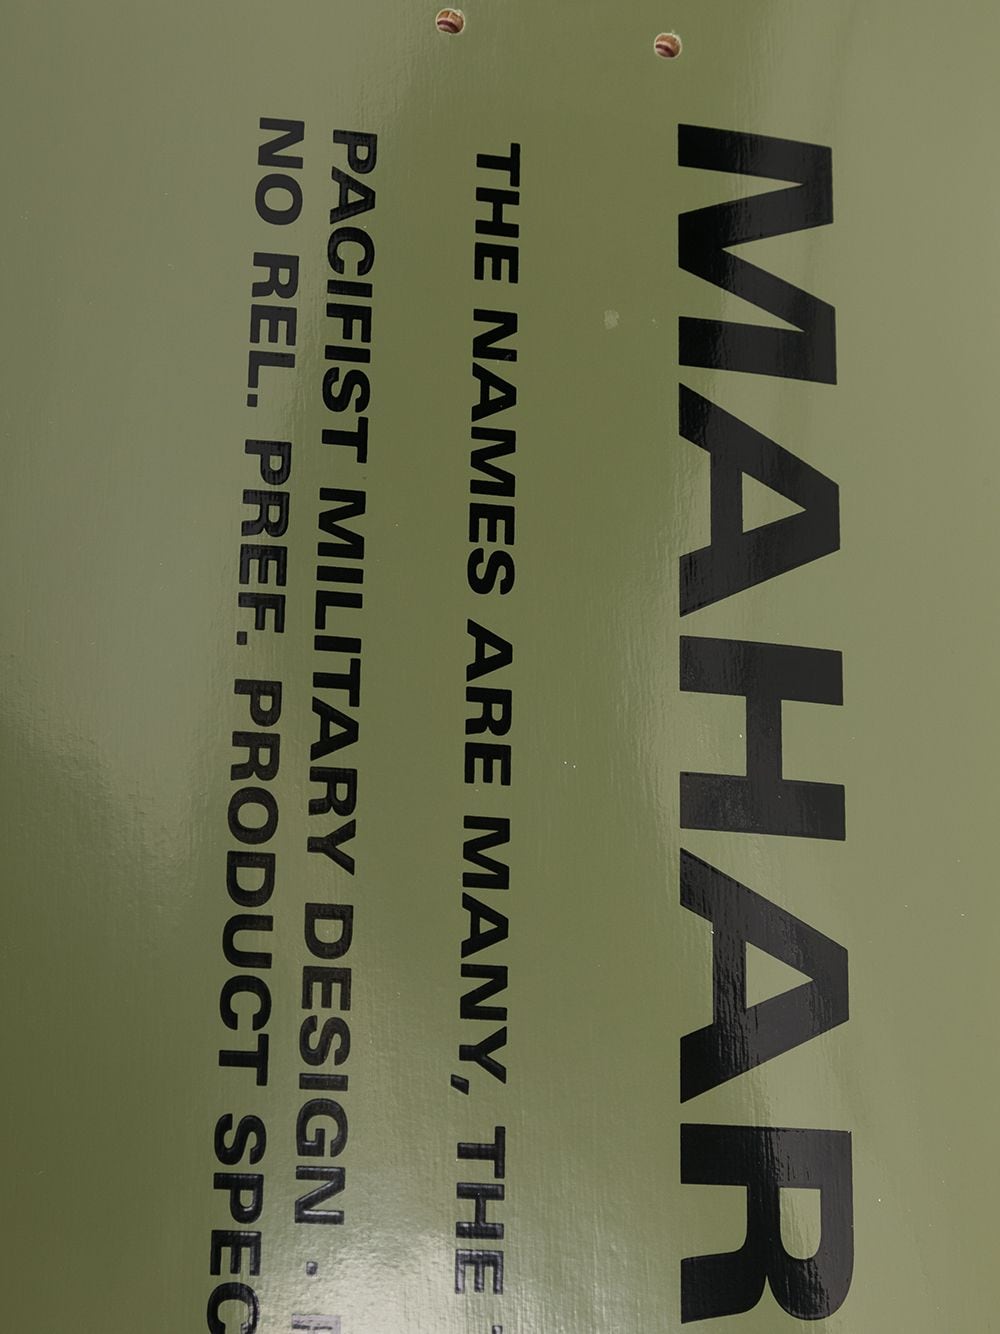 MAHAR
THE NAMES ARE MANY, THE
PACIFIST MILITARY DESIGN ·
NO REL. PREF. PRODUCT SPEC